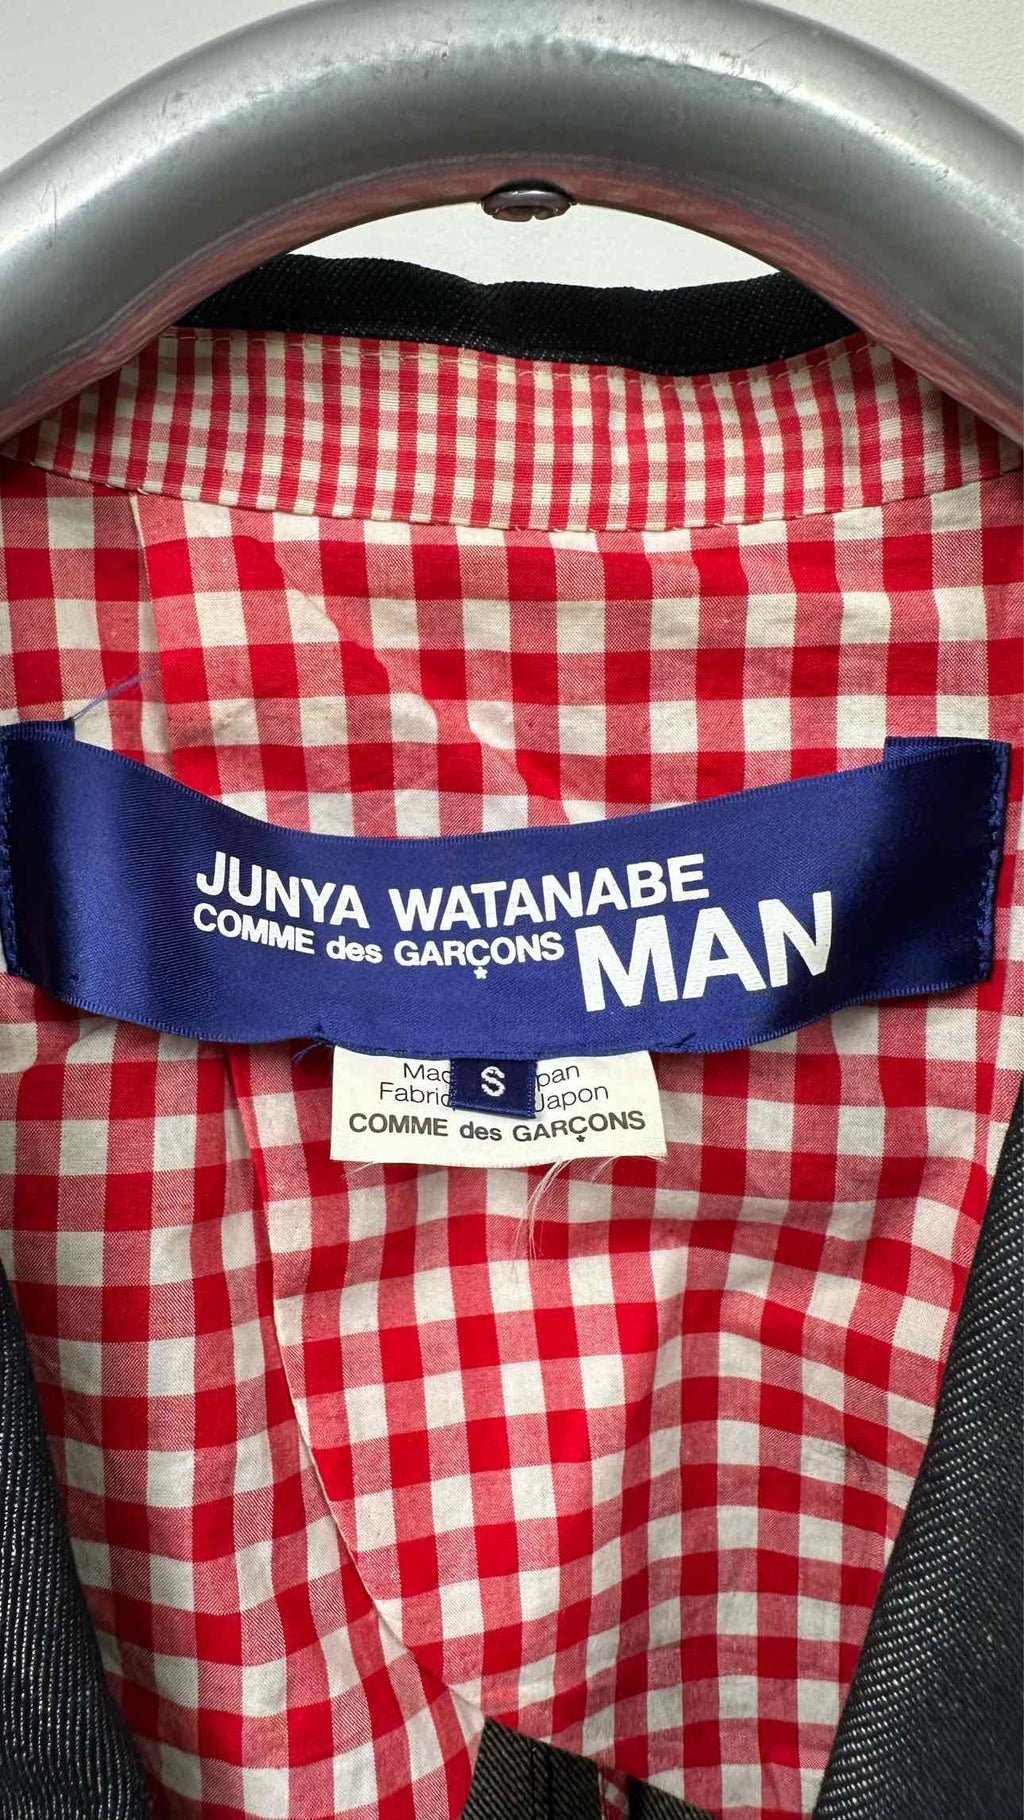 JUNYA WATANABE
COMME des GARÇONS MAN
S
COMME des GARÇONS